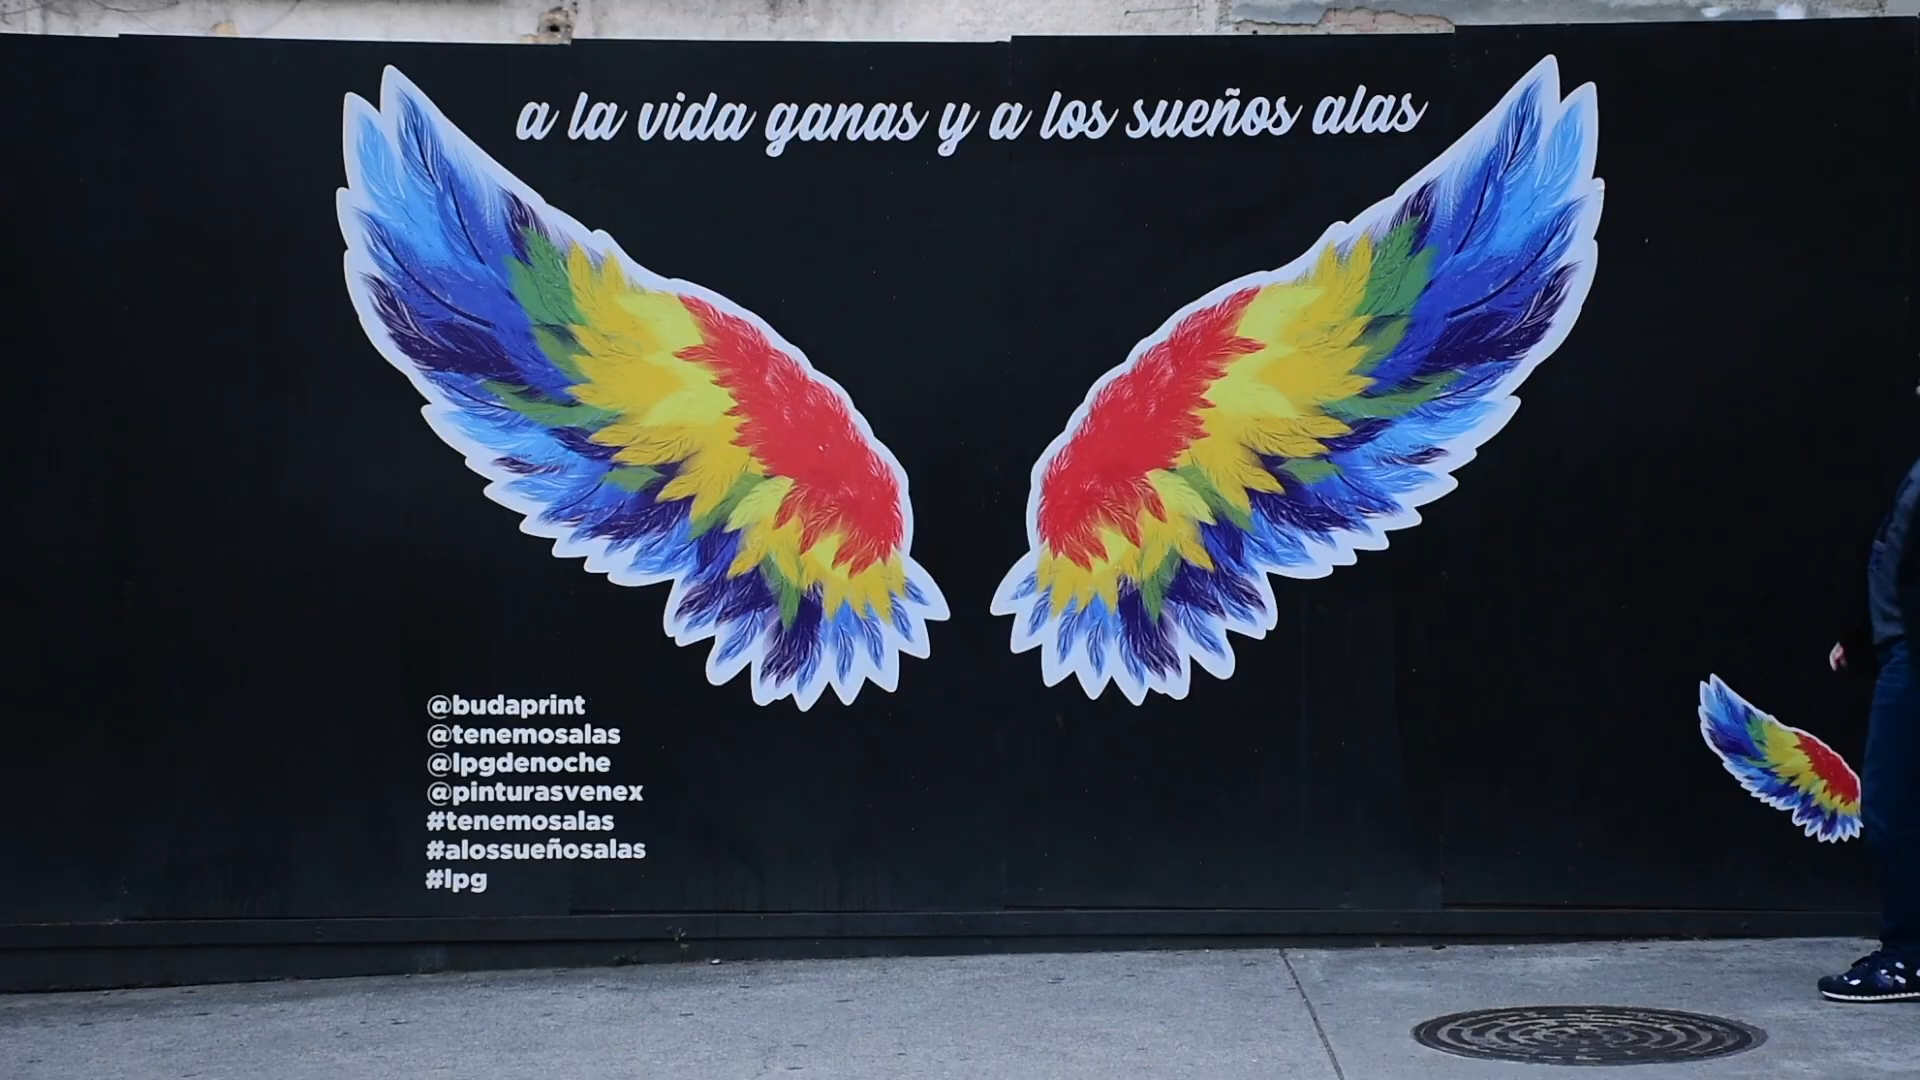 a la vida ganas y a los sueños alas
@budaprint
@tenemosalas
@lpgdenoche
@pinturasvenex
#tenemosalas
#alossueñosalas
#lpg